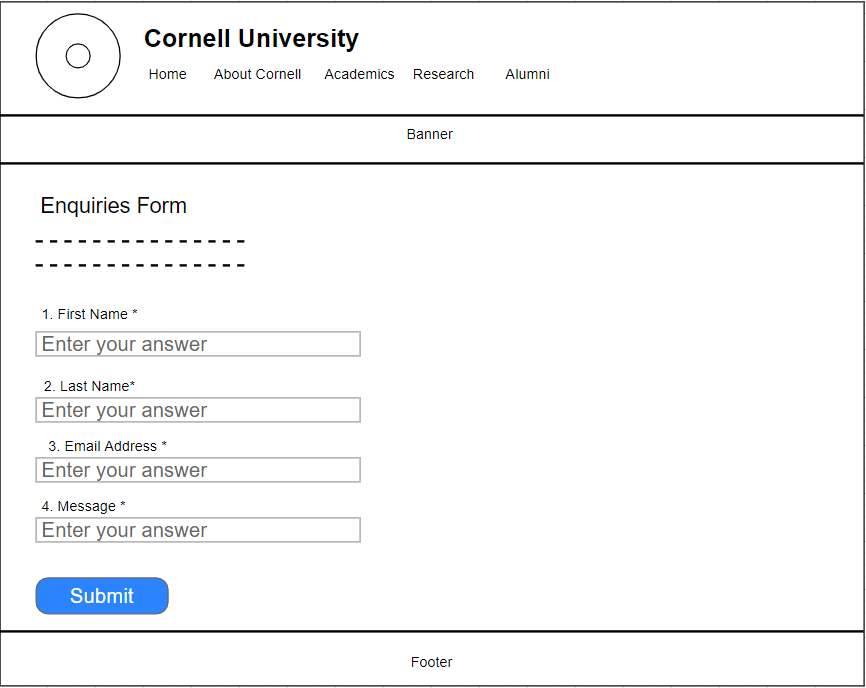 Cornell University
Home About Cornell Academics Research Alumni
Banner
Enquiries Form
1. First Name *
Enter your answer
2. Last Name*
Enter your answer
3. Email Address *
Enter your answer
4. Message *
Enter your answer
Submit
Footer